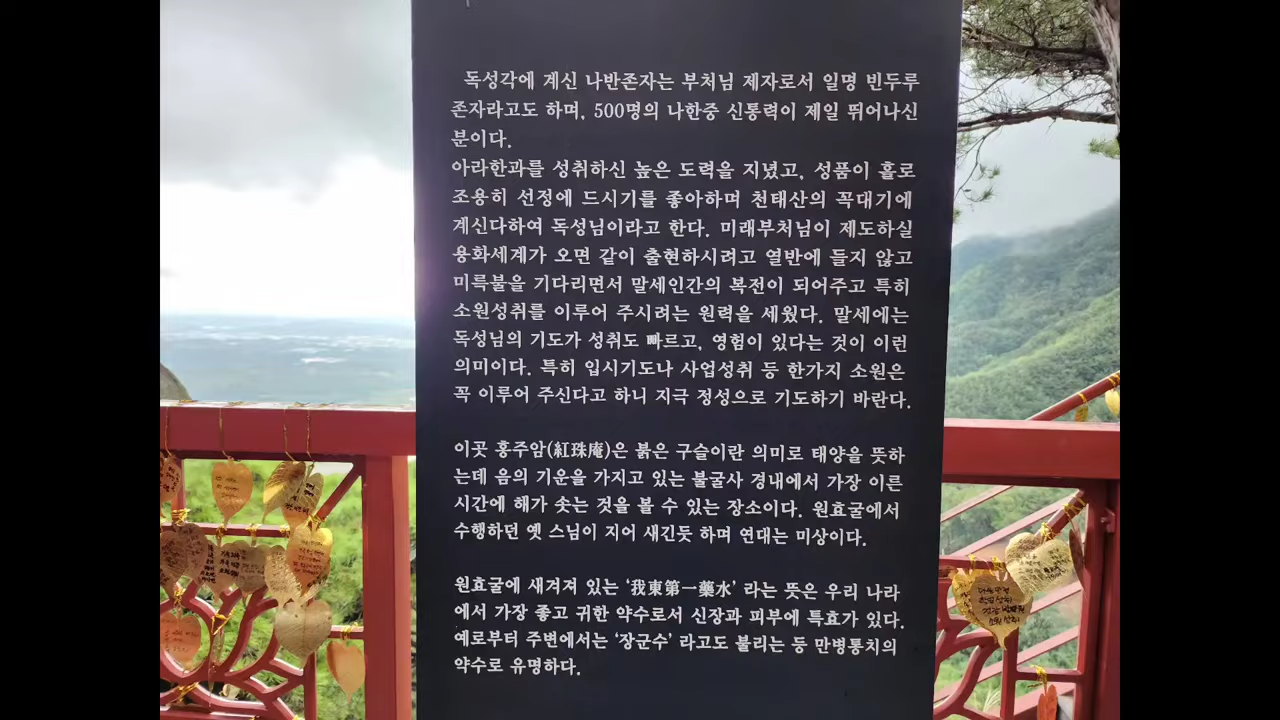 독성각에 계신 나반존자는 부처님 제자로서 일명 빈두루
존자라고도 하며, 500명의 나한중 신통력이 제일 뛰어나신
분이다.
아라한과를 성취하신 높은 도력을 지녔고, 성품이 홀로
조용히 선정에 드시기를 좋아하며 천태산의 꼭대기에
계신다하여 독성님이라고 한다. 미래부처님이 제도하실
용화세계가 오면 같이 출현하시려고 열반에 들지 않고
미륵불을 기다리면서 말세인간의 복전이 되어주고 특히
소원성취를 이루어 주시려는 원력을 세웠다. 말세에는
독성님의 기도가 성취도 빠르고, 영험이 있다는 것이 이런
의미이다. 특히 입시기도나 사업성취 등 한가지 소원은
꼭 이루어 주신다고 하니 지극 정성으로 기도하기 바란다.
이곳 홍주암(紅珠庵)은 붉은 구슬이란 의미로 태양을 뜻하
는데 음의 기운을 가지고 있는 불굴사 경내에서 가장 이른
시간에 해가 솟는 것을 볼 수 있는 장소이다. 원효굴에서
수행하던 옛 스님이 지어 새긴듯 하며 연대는 미상이다.
원효굴에 새겨져 있는 '我東第一藥水' 라는 뜻은 우리 나라
에서 가장 좋고 귀한 약수로서 신장과 피부에 특효가 있다.
예로부터 주변에서는 '장군수' 라고도 불리는 등 만병통치의
약수로 유명하다.